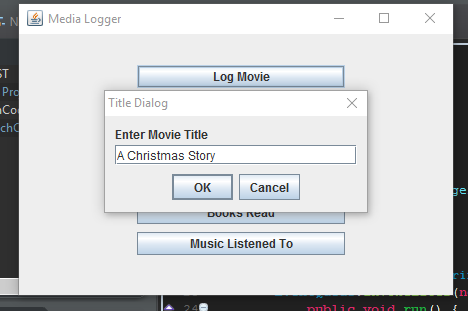 Media Logger
Log Movie
Title Dialog
Enter Movie Title
A Christmas Story
OK Cancel
Books Read
Music Listened To
public void run() {